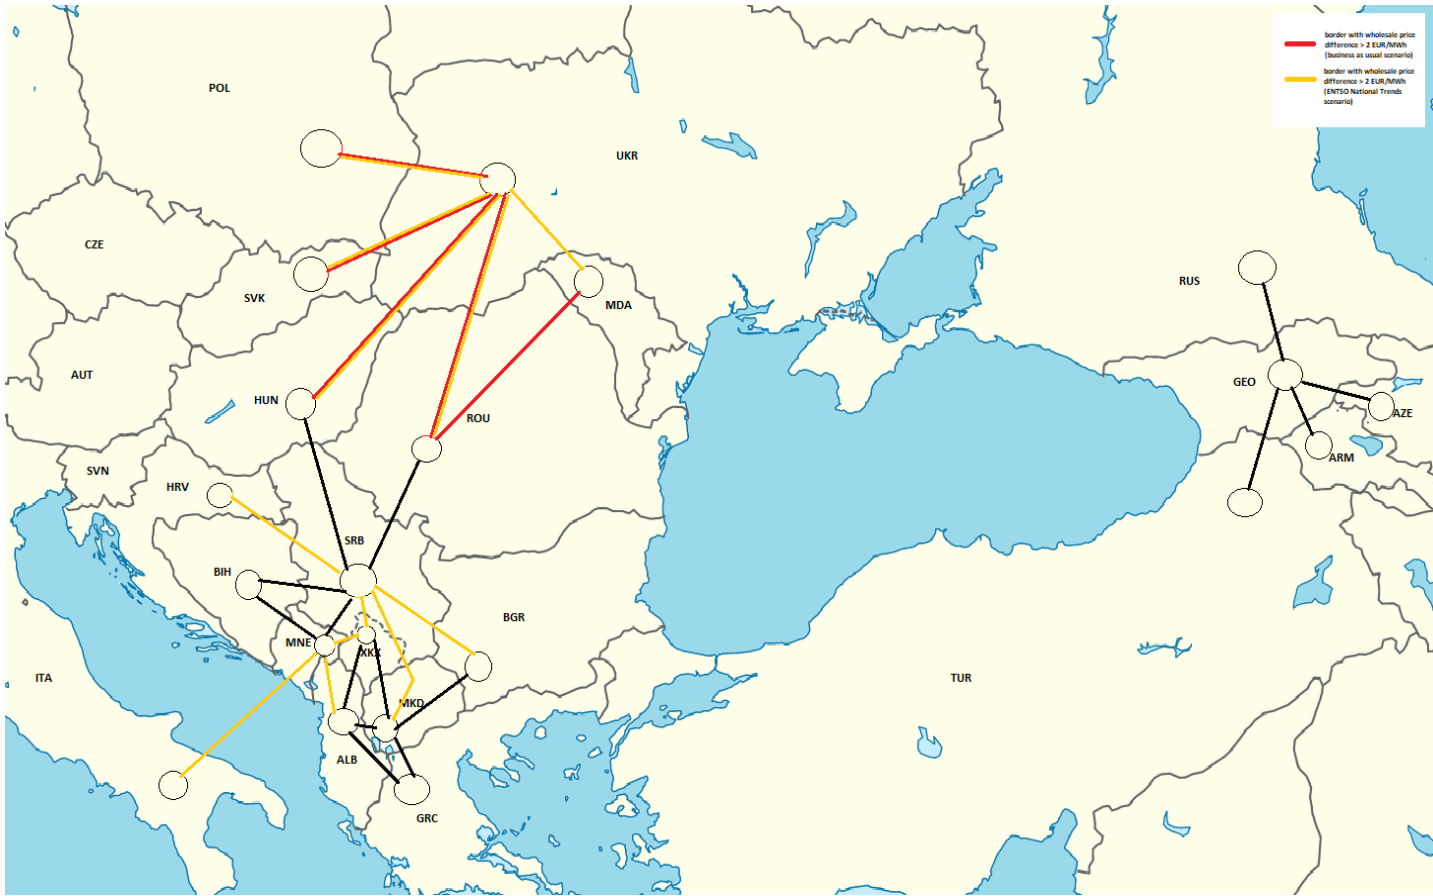 border with wholesale price
difference > 2 EUR/MWh
(business as usual scenario)
border with wholesale price
difference > 2 EUR/MWh
(ENTSO National Trends
scenario)
POL
UKR
CZE
SVK
RUS
MDA
AUT
GEO
HUN
AZE
ROU
ARM
SVN
HRV
SRB
BIH
BGR
MNE
XKX
ITA
TUR
MKD
ALB
GRC